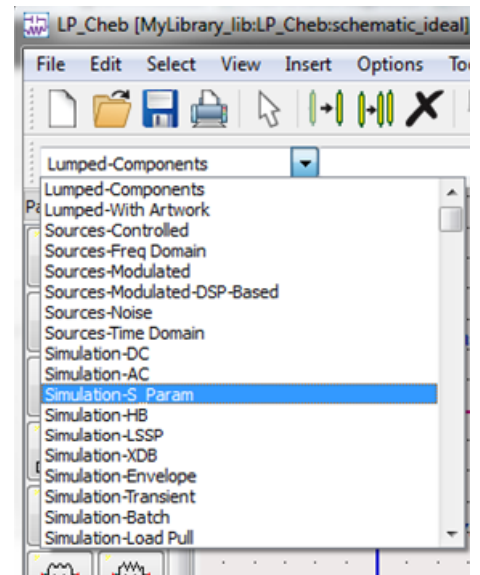 LP_Cheb [MyLibrary_lib:LP_Cheb:schematic_ideal]
File Edit Select View Insert Options To
Lumped-Components
Lumped-Components
Lumped-With Artwork
Sources-Controlled
Sources-Freq Domain
Sources-Modulated
Sources-Modulated-DSP-Based
Sources-Noise
Sources-Time Domain
Simulation-DC
Simulation-AC
Simulation-S_Param
Simulation-HB
Simulation-LSSP
Simulation-XDB
Simulation-Envelope
Simulation-Transient
Simulation-Batch
Simulation-Load Pull